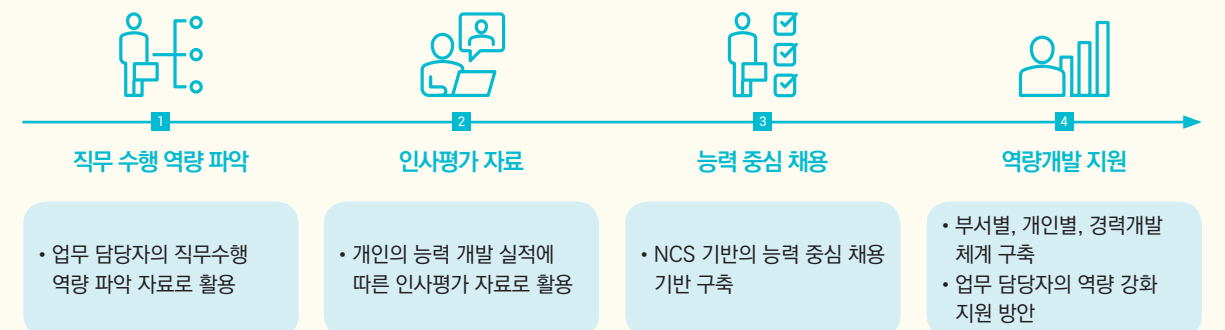 1
2
3
4
직무 수행 역량 파악
인사평가 자료
능력 중심 채용
역량개발 지원
• 업무 담당자의 직무수행
역량 파악 자료로 활용
• 개인의 능력 개발 실적에
따른 인사평가 자료로 활용
• NCS 기반의 능력 중심 채용
기반 구축
• 부서별, 개인별, 경력개발
체계 구축
• 업무 담당자의 역량 강화
지원 방안